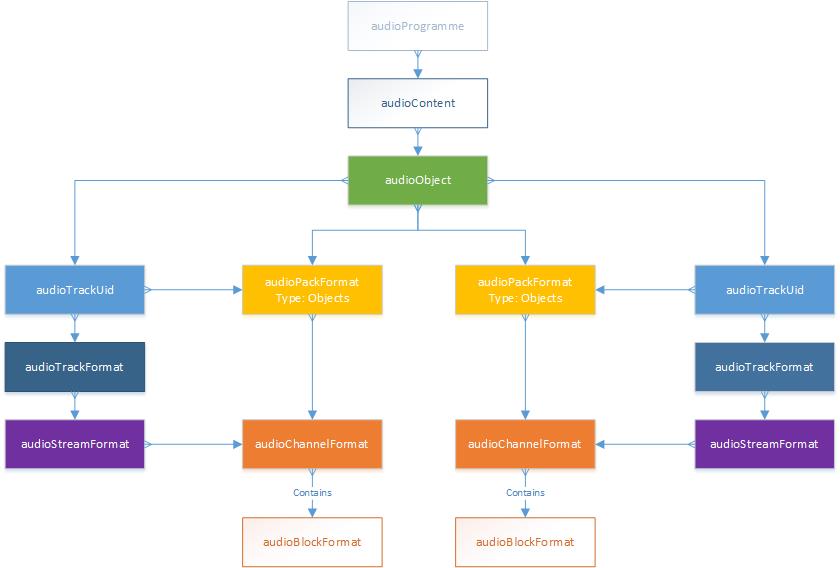 audioProgramme
audioContent
audioObject
audioTrackUid
audioPackFormat
Type: Objects
audioPackFormat
Type: Objects
audioTrackUid
audioTrackFormat
audioTrackFormat
audioStreamFormat
audioChannelFormat
audioChannelFormat
audioStreamFormat
Contains
Contains
audioBlockFormat
audioBlockFormat